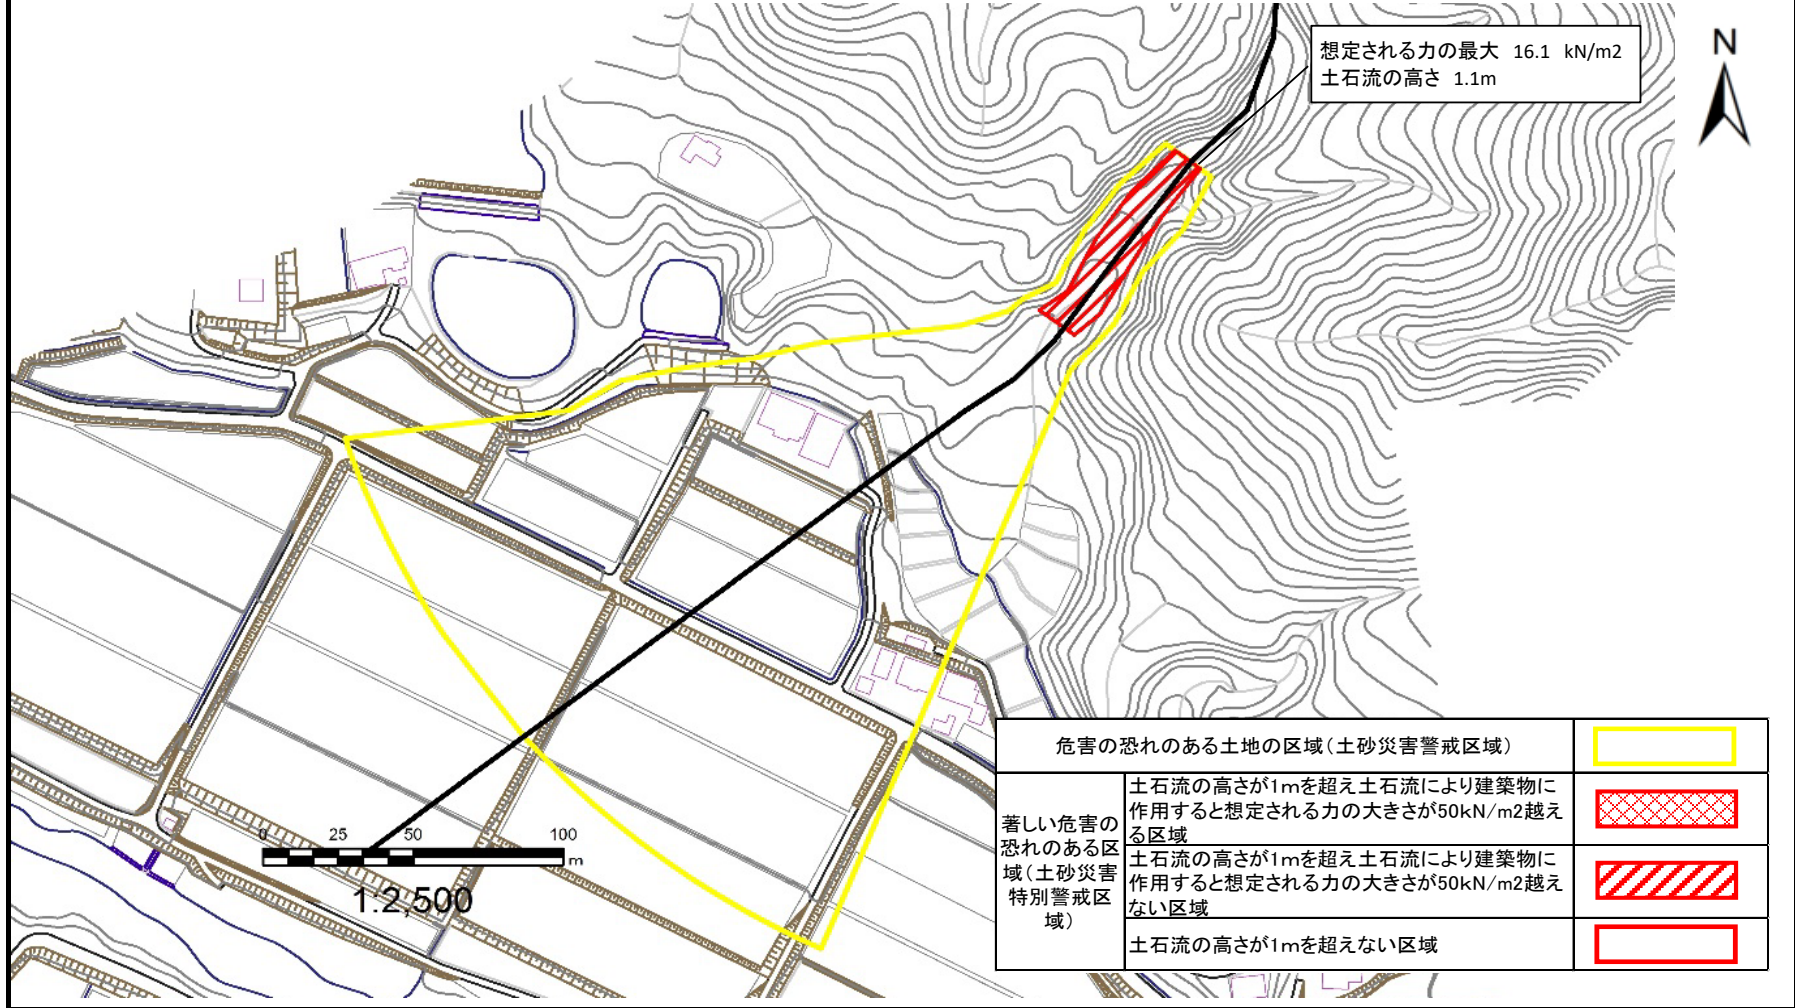 想定される力の最大 16.1 kN/m2
土石流の高さ 1.1m
N
危害の恐れのある土地の区域(土砂災害警戒区域)
著しい危害の
恐れのある区
域(土砂災害
特別警戒区
域)
土石流の高さが1mを超え土石流により建築物に
作用すると想定される力の大きさが50kN/m2越え
る区域
土石流の高さが1mを超え土石流により建築物に
作用すると想定される力の大きさが50kN/m2越え
ない区域
土石流の高さが1mを超えない区域
0 25 50 100
m
1:2,500